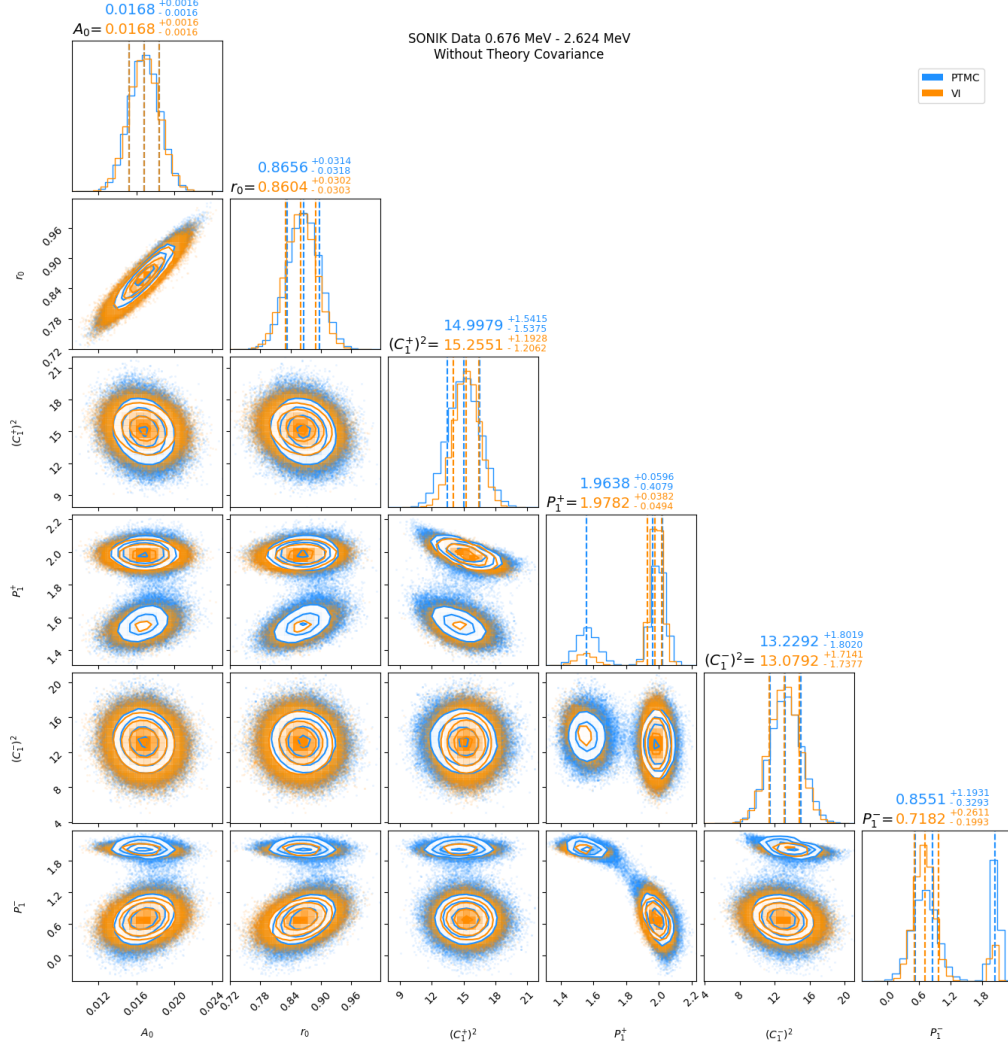 0.0168 +0.0016 - 0.0016
A₀= 0.0168 +0.0016 - 0.0016
SONIK Data 0.676 MeV - 2.624 MeV
Without Theory Covariance
PTMC
VI
0.8656 +0.0314 - 0.0318
r₀= 0.8604 +0.0302 - 0.0303
r₀
0.96
0.90
0.84
0.78
0.72
14.9979 +1.5415 - 1.5375
(C₁⁺)²= 15.2551 +1.1928 - 1.2062
(C₁⁺)²
21
18
15
12
9
1.9638 +0.0596 - 0.4079
P₁⁺= 1.9782 +0.0382 - 0.0494
P₁⁺
2.2
2.0
1.8
1.6
1.4
13.2292 +1.8019 - 1.8020
(C₁⁻)²= 13.0792 +1.7141 - 1.7377
(C₁⁻)²
20
16
12
8
4
0.8551 +1.1931 - 0.3293
P₁⁻= 0.7182 +0.2611 - 0.1993
P₁⁻
1.8
1.2
0.6
0.0
0.012 0.016 0.020 0.024
0.72 0.78 0.84 0.90 0.96
9 12 15 18 21
1.4 1.6 1.8 2.0 2.2
4 8 12 16 20
0.0 0.6 1.2 1.8
A₀ r₀ (C₁⁺)² P₁⁺ (C₁⁻)² P₁⁻